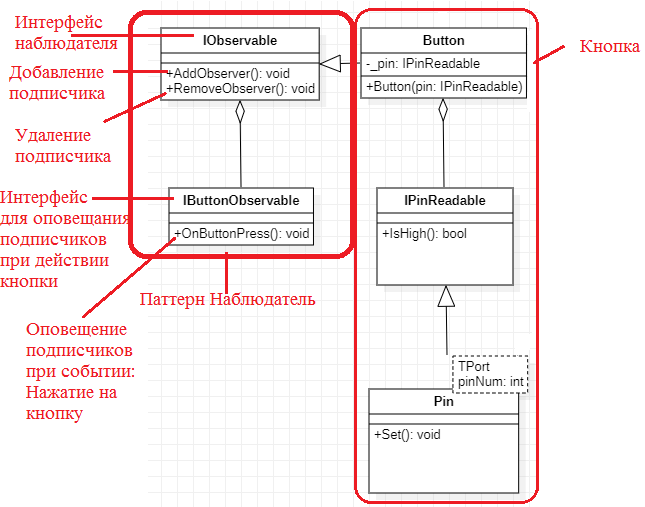 Интерфейс
наблюдателя
Добавление
подписчика
Удаление
подписчика
Интерфейс
для оповещания
подписчиков
при действии
кнопки
Оповещение
подписчиков
при событии:
Нажатие на
кнопку
IObservable
+AddObserver(): void
+RemoveObserver(): void
IButtonObservable
+OnButtonPress(): void
Паттерн Наблюдатель
Button
-_pin: IPinReadable
+Button(pin: IPinReadable)
IPinReadable
+IsHigh(): bool
TPort
pinNum: int
Pin
+Set(): void
Кнопка